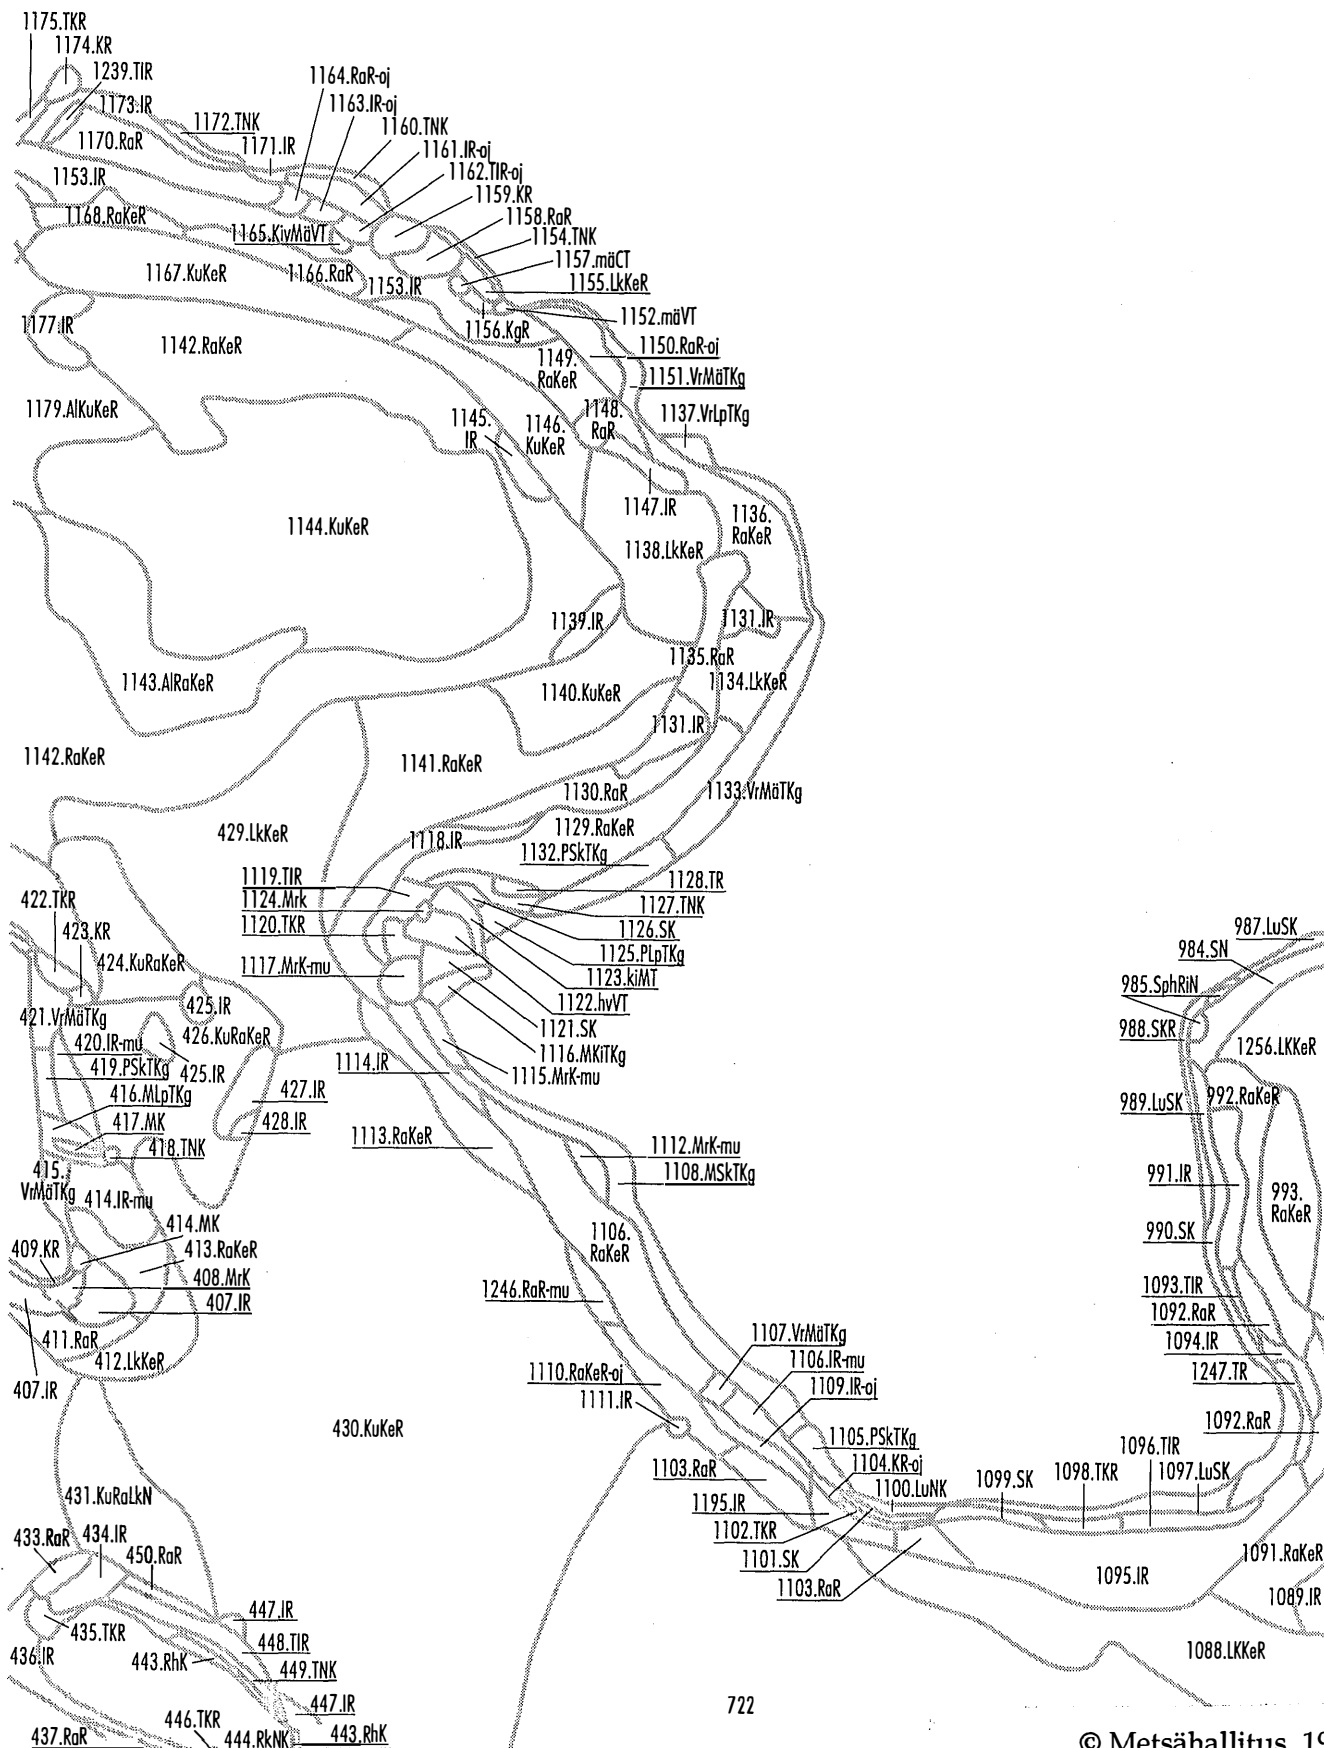 1175.TKR
1174.KR
1239.TIR
1173.IR
1172.TNK
1170.RaR
1171.IR
1164.RaR-oj
1163.IR-oj
1160.TNK
1161.IR-oj
1162.TIR-oj
1159.KR
1158.RaR
1154.TNK
1157.mäCT
1155.LkKeR
1153.IR
1168.RaKeR
1165.KivMäVT
1167.KuKeR
1166.RaR
1153.IR
1156.KgR
1152.mäVT
1150.RaR-oj
1151.VrMäTKg
1137.VrLpTKg
1177.IR
1142.RaKeR
1149.
RaKeR
1148.
RaR
1179.AlKuKeR
1145.
IR
1146.
KuKeR
1147.IR
1136.
RaKeR
1144.KuKeR
1138.LkKeR
1139.IR
1131.IR
1135.RaR
1134.LkKeR
1143.AlRaKeR
1140.KuKeR
1131.IR
1142.RaKeR
1141.RaKeR
1133.VrMäTKg
1130.RaR
1129.RaKeR
429.LkKeR
1118.IR
1132.PSkTKg
1119.TIR
1128.TR
1124.Mrk
1127.TNK
1120.TKR
1126.SK
1125.PLpTKg
1117.MrK-mu
1123.kiMT
1122.hvVT
1121.SK
1116.MKiTKg
1115.MrK-mu
1114.IR
1113.RaKeR
1112.MrK-mu
1108.MSkTKg
422.TKR
423.KR
424.KuRaKeR
425.IR
421.VrMäTKg
426.KuRaKeR
420.IR-mu
419.PSkTKg
425.IR
416.MLpTKg
427.IR
417.MK
428.IR
418.TNK
415.
VrMäTKg
414.IR-mu
414.MK
409.KR
413.RaKeR
408.MrK
407.IR
411.RaR
412.LkKeR
407.IR
987.LuSK
984.SN
985.SphRiN
988.SKR
1256.LKKeR
989.LuSK
992.RaKeR
991.IR
993.
RaKeR
990.SK
1093.TIR
1092.RaR
1094.IR
1247.TR
1092.RaR
1106.
RaKeR
1246.RaR-mu
1107.VrMäTKg
1106.IR-mu
1110.RaKeR-oj
1109.IR-oj
1111.IR
430.KuKeR
1105.PSkTKg
1103.RaR
1104.KR-oj
1100.LuNK
1099.SK
1098.TKR
1096.TIR
1097.LuSK
1195.IR
1102.TKR
1101.SK
1103.RaR
1095.IR
1091.RaKeR
1089.IR
1088.LKKeR
431.KuRaLkN
433.RaR
434.IR
450.RaR
447.IR
435.TKR
448.TIR
436.IR
443.RhK
449.TNK
447.IR
446.TKR
437.RaR
444.RkNK
443.RhK
722
© Metsähallitus, 19